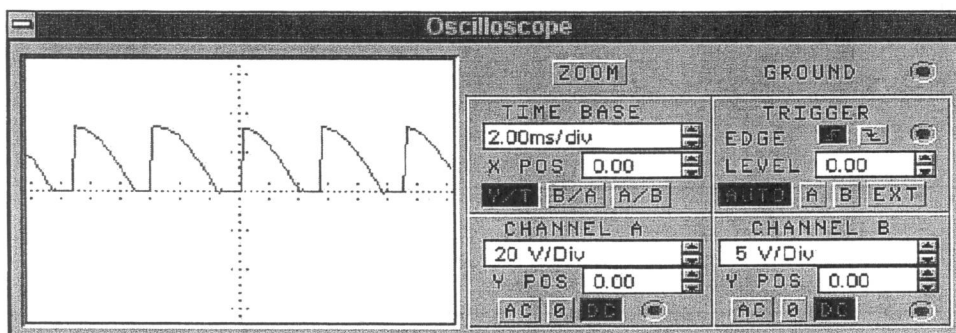 Oscilloscope
ZOOM
GROUND
TIME BASE
2.00ms/div
X POS 0.00
Y/T B/A A/B
TRIGGER
EDGE
LEVEL 0.00
AUTO A B EXT
CHANNEL A
20 V/Div
Y POS 0.00
AC 0 DC
CHANNEL B
5 V/Div
Y POS 0.00
AC 0 DC